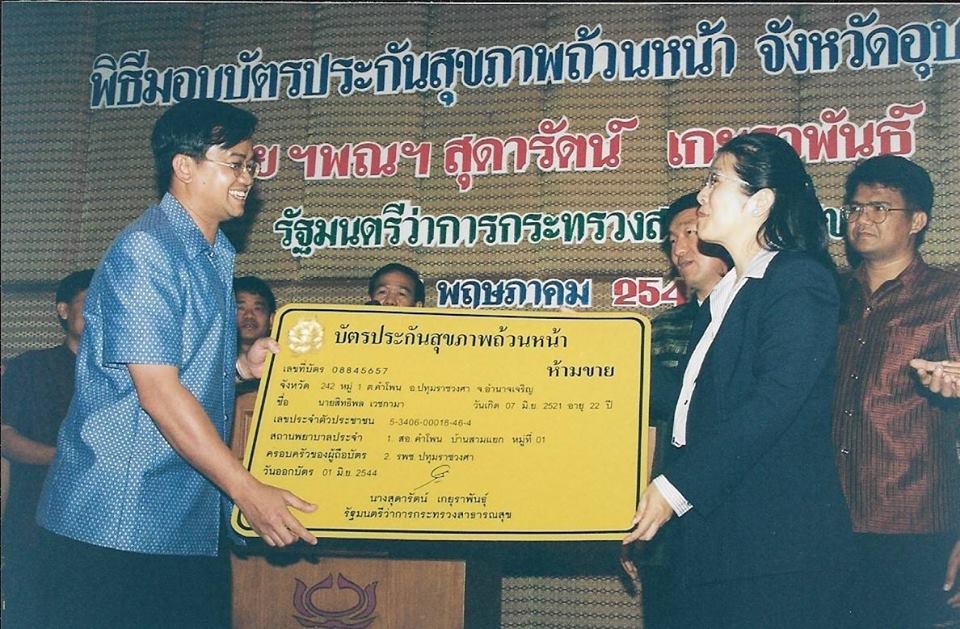 พิธีมอบบัตรประกันสุขภาพถ้วนหน้า จังหวัดอุบ
ย ฯพณฯ สุดารัตน์ เกยุราพันธ์
รัฐมนตรีว่าการกระทรวงส
พฤษภาคม 254
บัตรประกันสุขภาพถ้วนหน้า
เลขที่บัตร 08845657 ห้ามขาย
จังหวัด 242 หมู่ 1 ต.คำโพน อ.ปทุมราชวงศา จ.อำนาจเจริญ
ชื่อ นายสิทธิพล เวชกามา วันเกิด 07 มิ.ย. 2521 อายุ 22 ปี
เลขประจำตัวประชาชน 5-3406-00016-46-4
สถานพยาบาลประจำ 1. สอ.คำโพน บ้านสามแยก หมู่ที่ 01
ครอบครัวของผู้ถือบัตร 2. รพช.ปทุมราชวงศา
วันออกบัตร 01 มิ.ย. 2544
นางสุดารัตน์ เกยุราพันธุ์
รัฐมนตรีว่าการกระทรวงสาธารณสุข